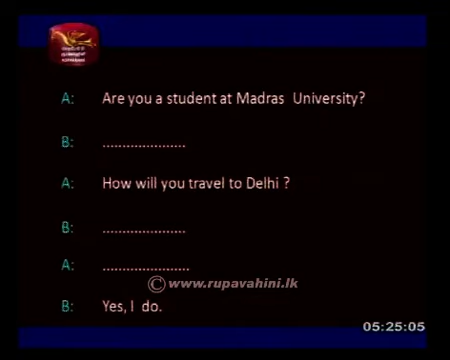 A: Are you a student at Madras University?
B: .....................
A: How will you travel to Delhi ?
B: .....................
A: ......................
© www.rupavahini.lk
B: Yes, I do.
05:25:05